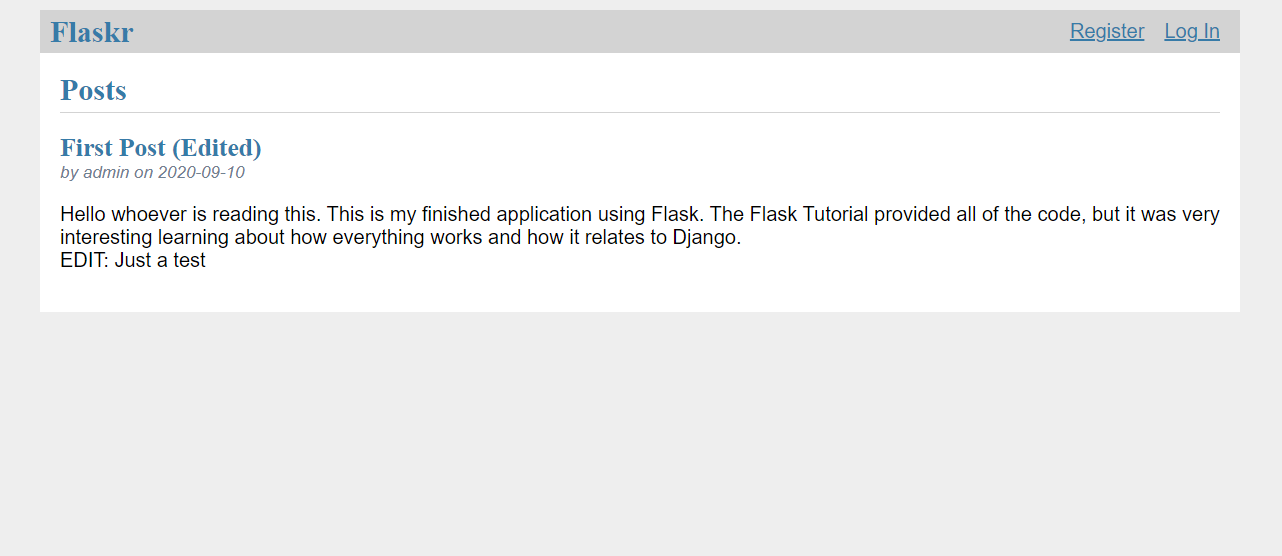 Flaskr
Register
Log In
Posts
First Post (Edited)
by admin on 2020-09-10
Hello whoever is reading this. This is my finished application using Flask. The Flask Tutorial provided all of the code, but it was very
interesting learning about how everything works and how it relates to Django.
EDIT: Just a test